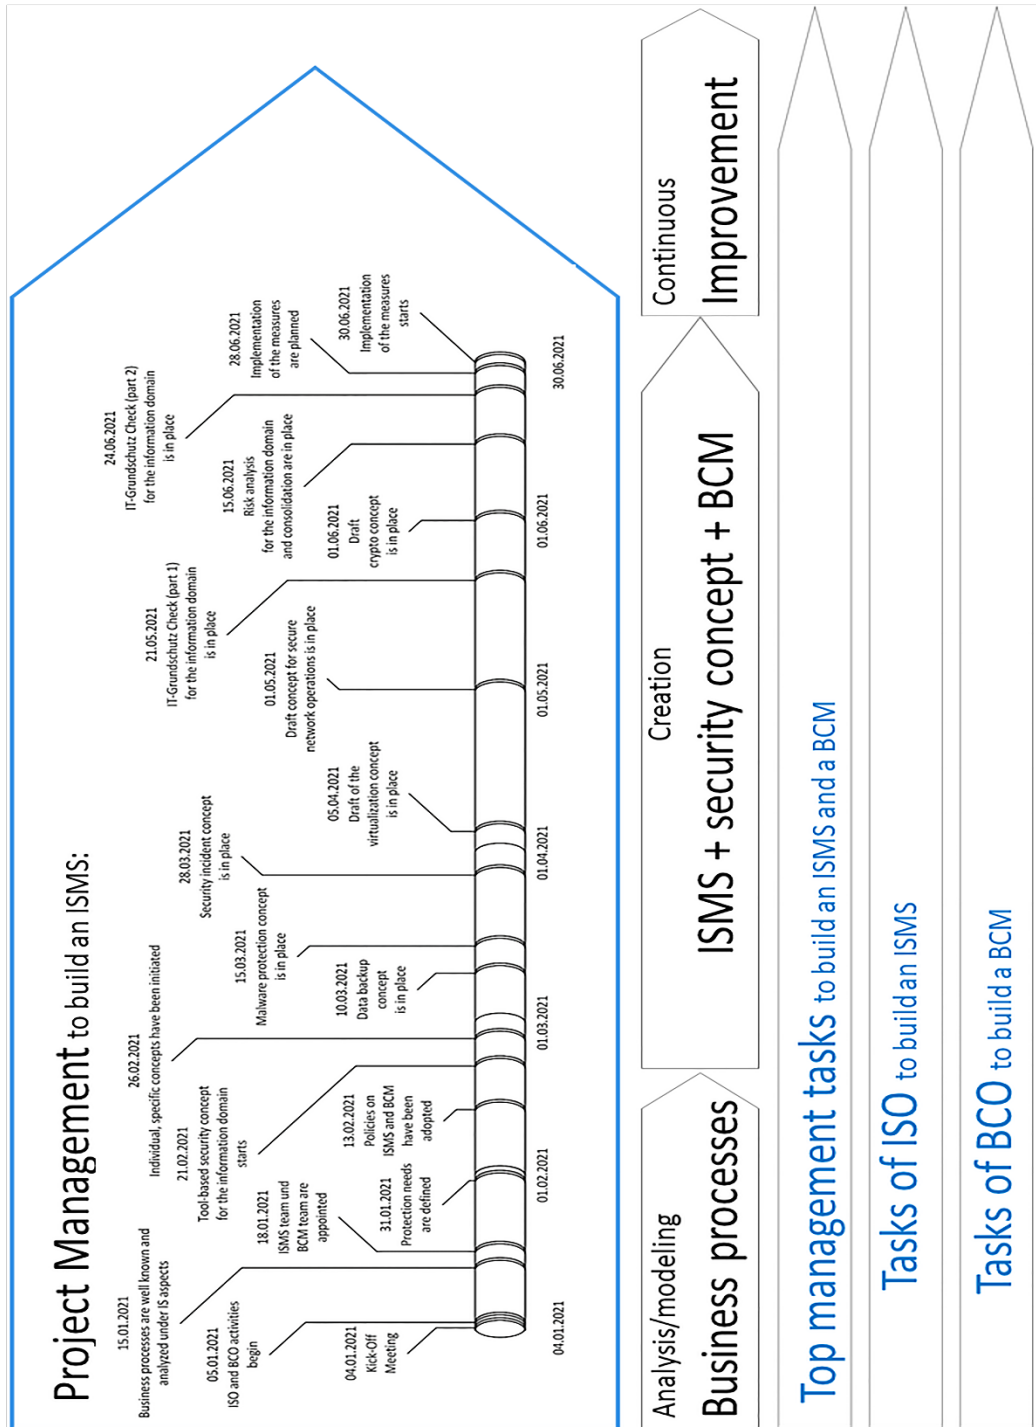 Project Management to build an ISMS:
15.01.2021
Business processes are well known and
analyzed under IS aspects
05.01.2021
ISO and BCO activities
begin
04.01.2021
Kick-Off
Meeting
26.02.2021
Individual, specific concepts have been initiated
21.02.2021
Tool-based security concept
for the information domain
starts
18.01.2021
ISMS team und
BCM team are
appointed
31.01.2021
Protection needs
are defined
13.02.2021
Policies on
ISMS and BCM
have been
adopted
28.03.2021
Security incident concept
is in place
15.03.2021
Malware protection concept
is in place
10.03.2021
Data backup
concept
is in place
05.04.2021
Draft of the
virtualization concept
is in place
01.05.2021
Draft concept for secure
network operations is in place
21.05.2021
IT-Grundschutz Check (part 1)
for the information domain
is in place
24.06.2021
IT-Grundschutz Check (part 2)
for the information domain
is in place
15.06.2021
Risk analysis
for the information domain
and consolidation are in place
01.06.2021
Draft
crypto concept
is in place
28.06.2021
Implementation
of the measures
are planned
30.06.2021
Implementation
of the measures
starts
04.01.2021
01.02.2021
01.03.2021
01.04.2021
01.05.2021
01.06.2021
30.06.2021
Analysis/modeling
Business processes
Creation
ISMS + security concept + BCM
Continuous
Improvement
Top management tasks to build an ISMS and a BCM
Tasks of ISO to build an ISMS
Tasks of BCO to build a BCM